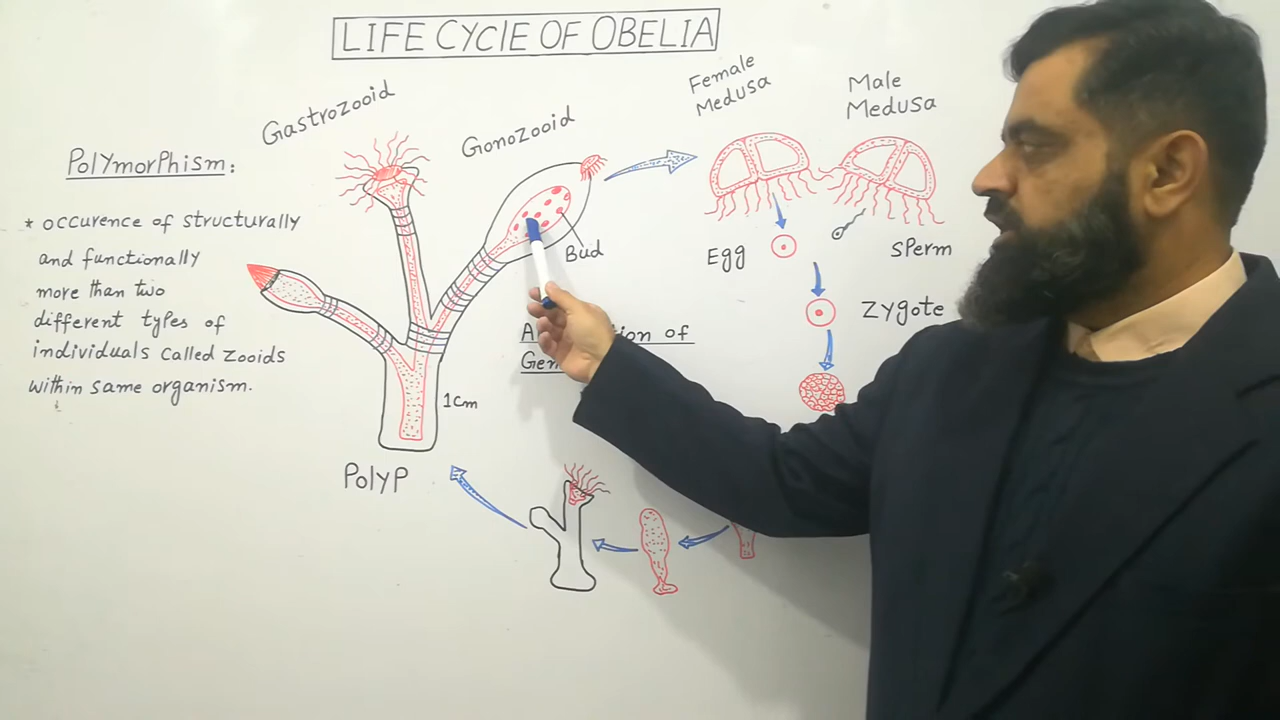 LIFE CYCLE OF OBELIA
Gastrozooid
Gonozooid
Female
Medusa
Male
Medusa
Polymorphism:
* occurence of structurally
and functionally
more than two
different types of
individuals called zooids
within same organism.
Bud
Egg
Sperm
Zygote
of
1cm
Polyp